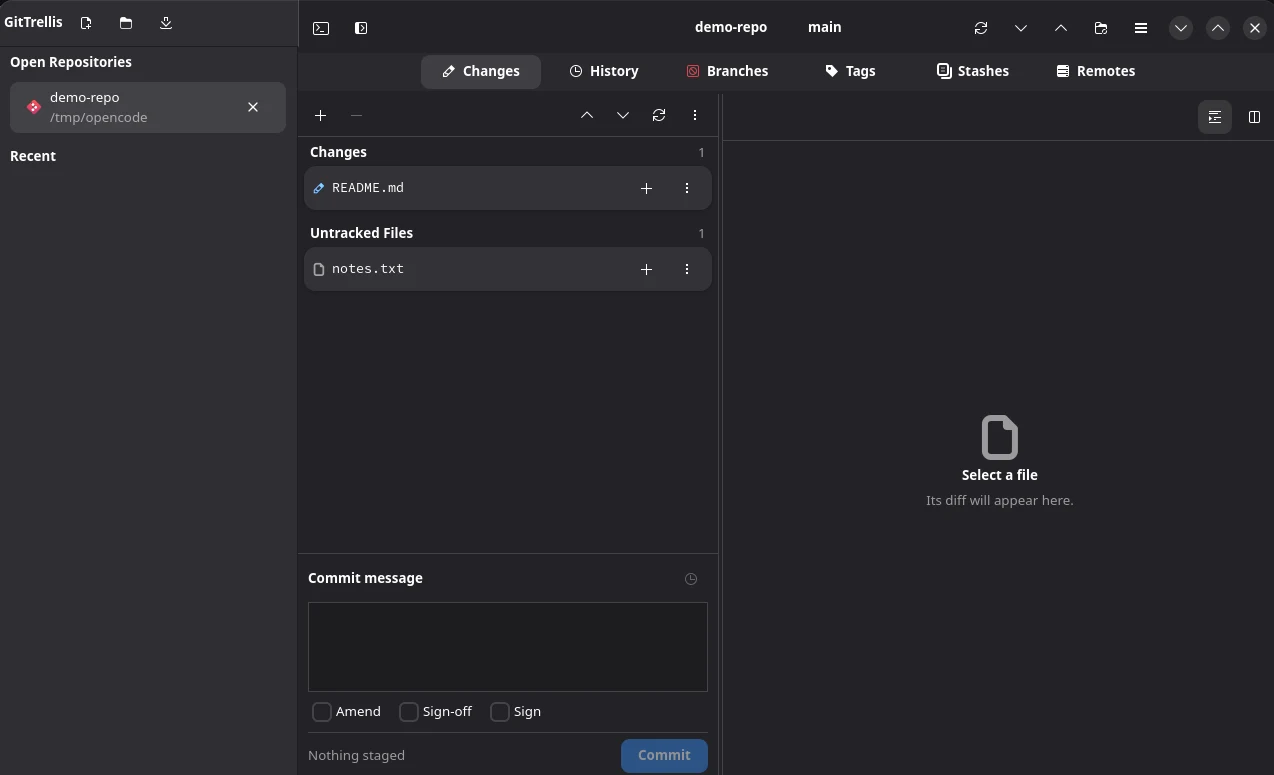 GitTrellis
demo-repo main
Open Repositories
demo-repo
/tmp/opencode
Recent
Changes History Branches Tags Stashes Remotes
Changes 1
README.md
Untracked Files 1
notes.txt
Select a file
Its diff will appear here.
Commit message
Amend Sign-off Sign
Nothing staged Commit